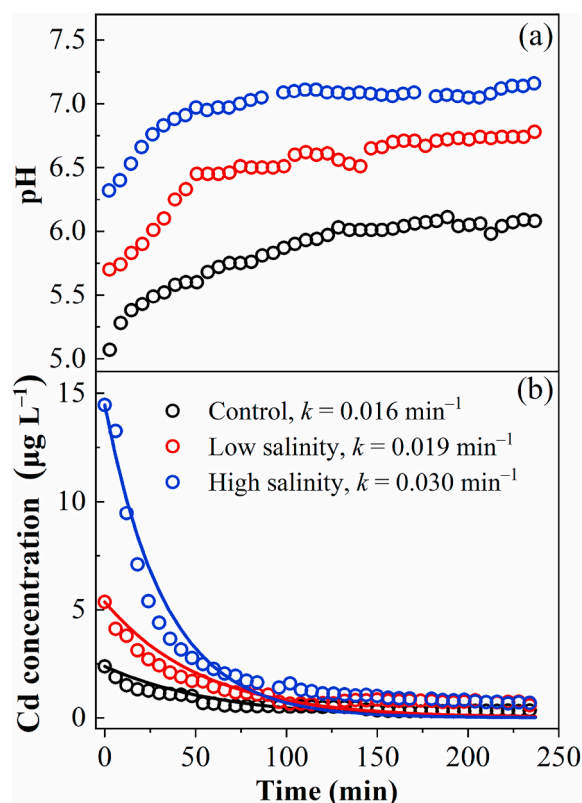 (a)
7.5
7.0
6.5
6.0
5.5
5.0
pH
(b)
Control, k = 0.016 min⁻¹
Low salinity, k = 0.019 min⁻¹
High salinity, k = 0.030 min⁻¹
15
10
5
0
Cd concentration (µg L⁻¹)
0 50 100 150 200 250
Time (min)